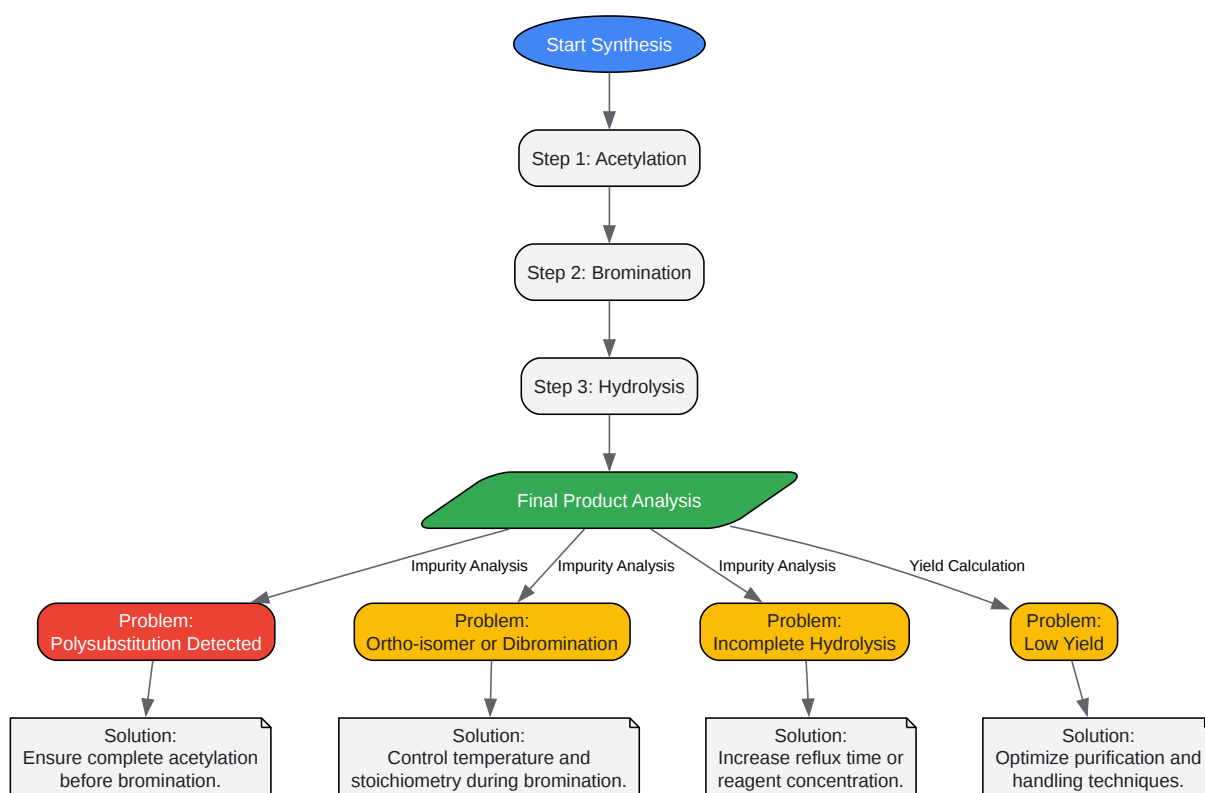 Start Synthesis
Step 1: Acetylation
Step 2: Bromination
Step 3: Hydrolysis
Final Product Analysis
Impurity Analysis
Impurity Analysis
Impurity Analysis
Yield Calculation
Problem:
Polysubstitution Detected
Problem:
Ortho-isomer or Dibromination
Problem:
Incomplete Hydrolysis
Problem:
Low Yield
Solution:
Ensure complete acetylation
before bromination.
Solution:
Control temperature and
stoichiometry during bromination.
Solution:
Increase reflux time or
reagent concentration.
Solution:
Optimize purification and
handling techniques.